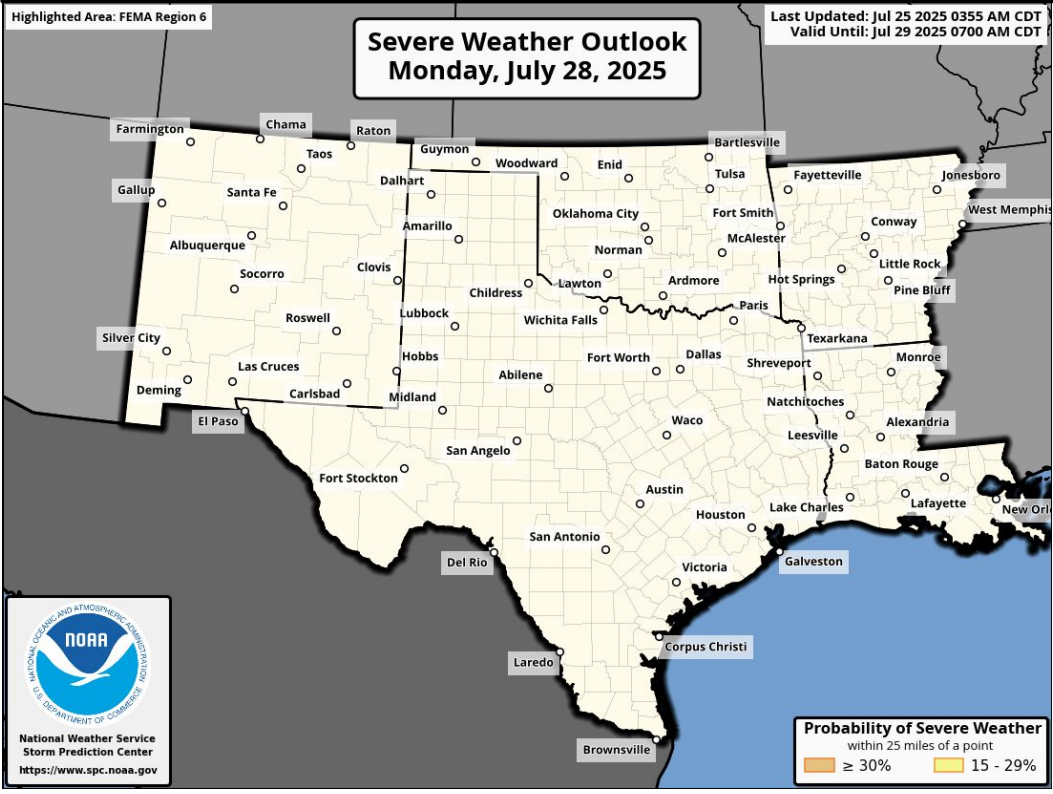 Highlighted Area: FEMA Region 6
Severe Weather Outlook
Monday, July 28, 2025
Last Updated: Jul 25 2025 0355 AM CDT
Valid Until: Jul 29 2025 0700 AM CDT
Farmington
Chama
Raton
Taos
Guymon
Woodward
Enid
Bartlesville
Gallup
Santa Fe
Dalhart
Tulsa
Fayetteville
Jonesboro
Albuquerque
Amarillo
Oklahoma City
Fort Smith
Conway
West Memphis
Norman
McAlester
Socorro
Clovis
Childress
Lawton
Ardmore
Hot Springs
Little Rock
Pine Bluff
Roswell
Lubbock
Wichita Falls
Paris
Texarkana
Silver City
Las Cruces
Hobbs
Abilene
Fort Worth
Dallas
Shreveport
Monroe
Deming
Carlsbad
Midland
Natchitoches
El Paso
San Angelo
Waco
Leesville
Alexandria
Fort Stockton
Austin
Baton Rouge
Houston
Lake Charles
Lafayette
New Orl
Del Rio
San Antonio
Victoria
Galveston
Laredo
Corpus Christi
Brownsville
NATIONAL OCEANIC AND ATMOSPHERIC ADMINISTRATION
NOAA
U.S. DEPARTMENT OF COMMERCE
National Weather Service
Storm Prediction Center
https://www.spc.noaa.gov
Probability of Severe Weather
within 25 miles of a point
≥ 30%
15 - 29%